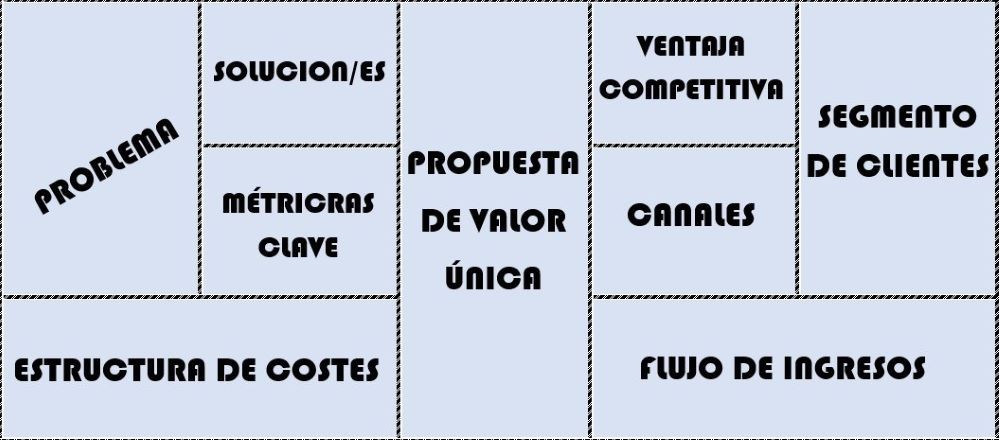 PROBLEMA
SOLUCION/ES
MÉTRICRAS
CLAVE
PROPUESTA
DE VALOR
ÚNICA
VENTAJA
COMPETITIVA
CANALES
SEGMENTO
DE CLIENTES
ESTRUCTURA DE COSTES
FLUJO DE INGRESOS